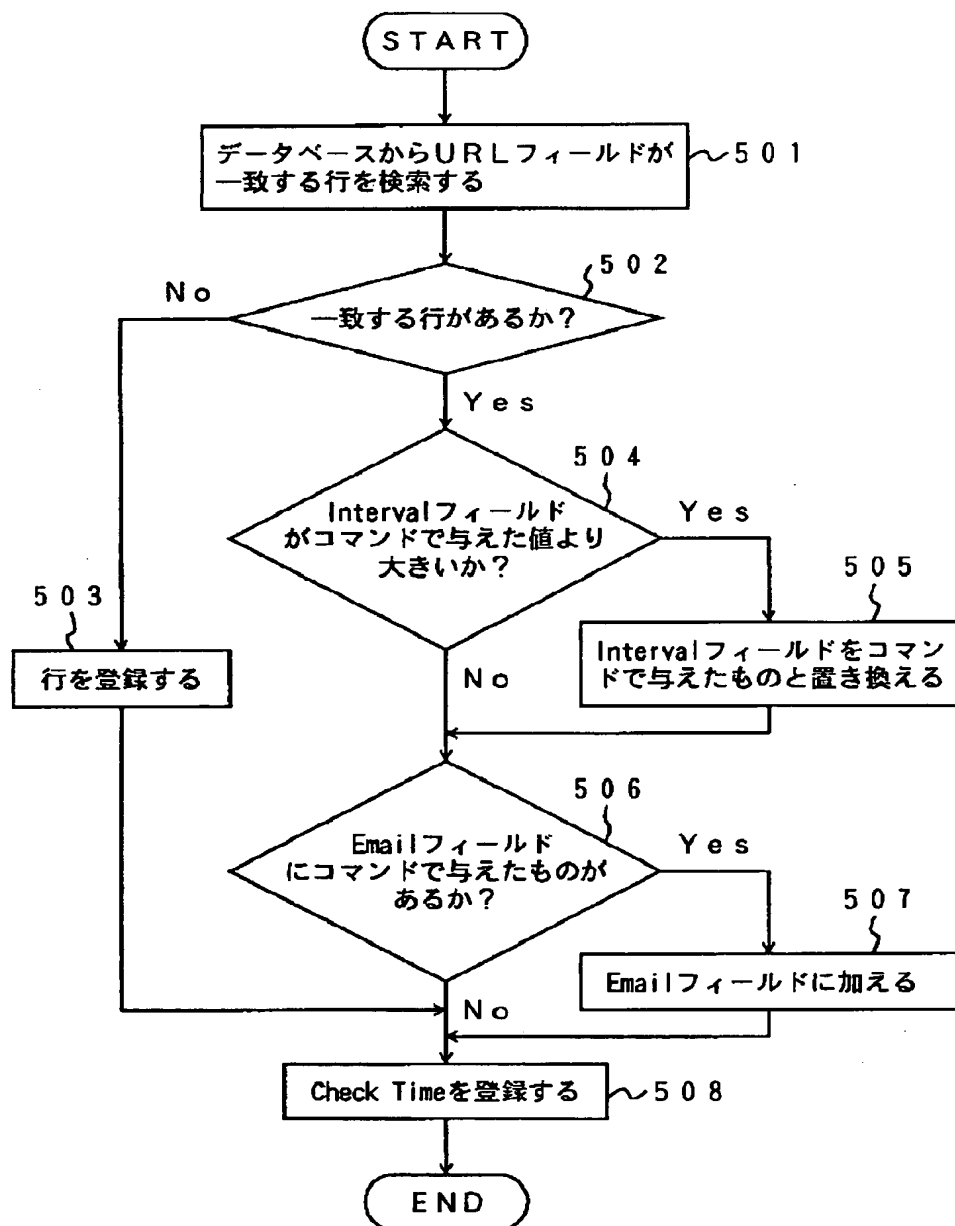 START
データベースからURLフィールドが
一致する行を検索する
501
502
No
一致する行があるか?
Yes
504
Intervalフィールド
がコマンドで与えた値より
大きいか?
Yes
505
503
Intervalフィールドをコマン
ドで与えたものと置き換える
行を登録する
No
506
Emailフィールド
にコマンドで与えたものが
あるか?
Yes
507
Emailフィールドに加える
No
Check Timeを登録する
508
END